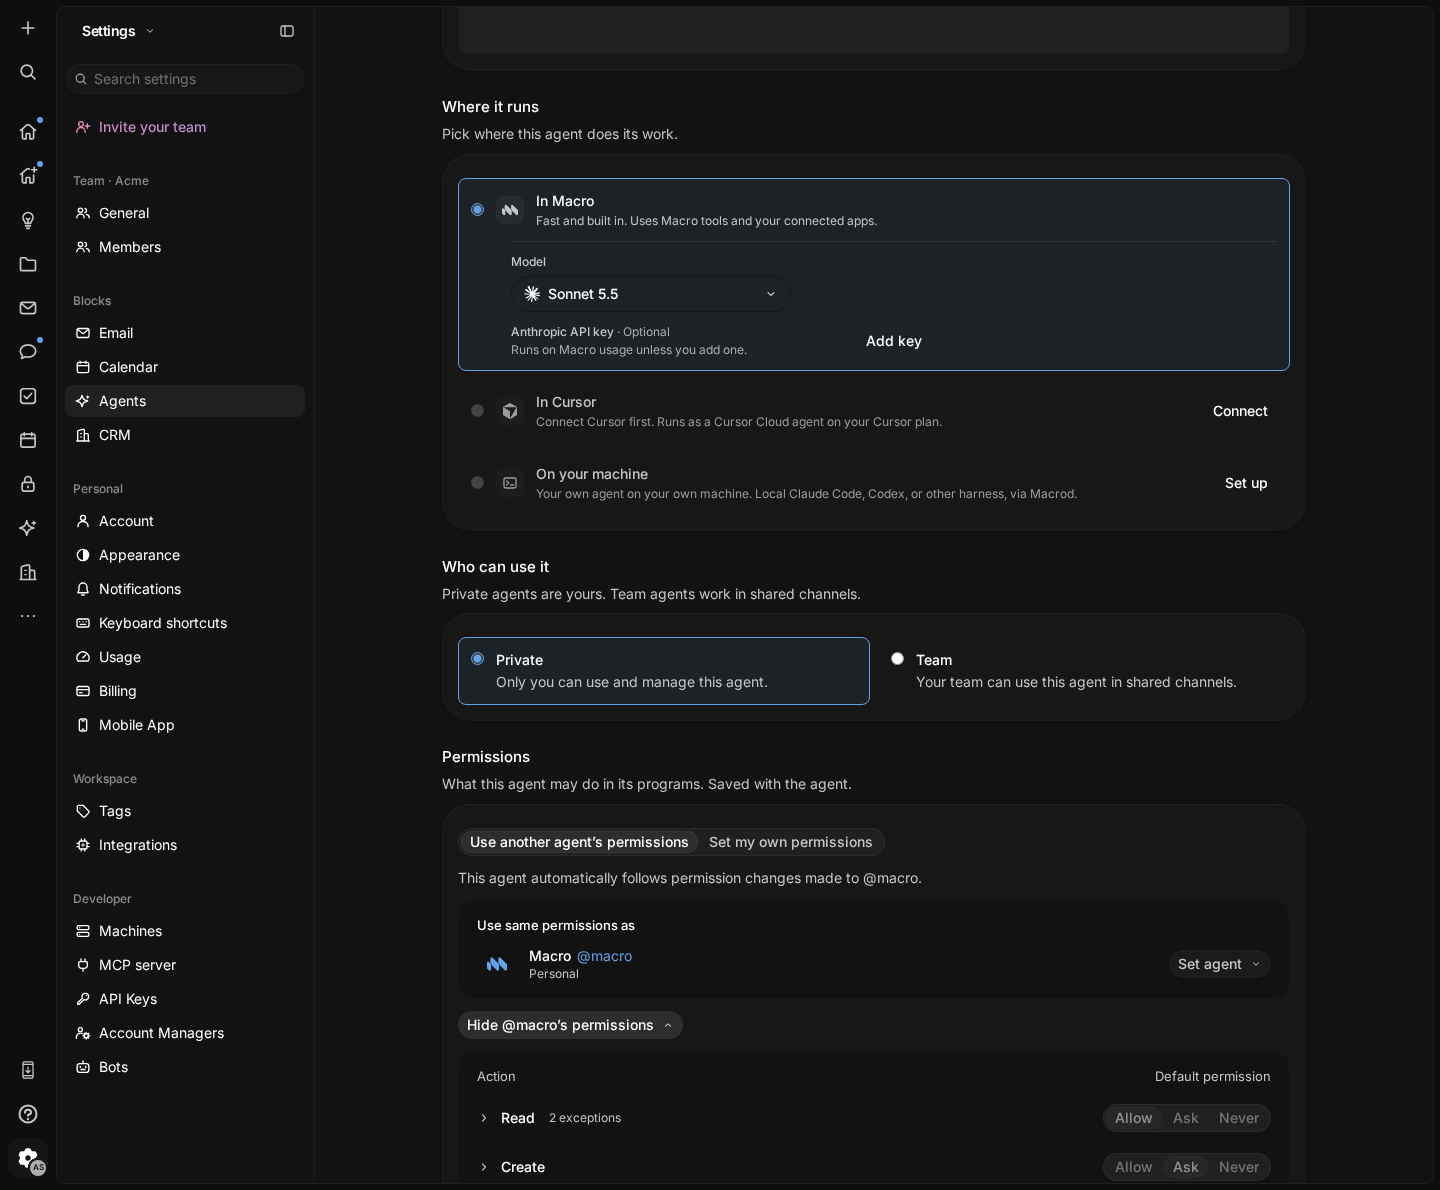 Settings
Search settings
Invite your team
Team · Acme
General
Members
Blocks
Email
Calendar
Agents
CRM
Personal
Account
Appearance
Notifications
Keyboard shortcuts
Usage
Billing
Mobile App
Workspace
Tags
Integrations
Developer
Machines
MCP server
API Keys
Account Managers
Bots
AS
Where it runs
Pick where this agent does its work.
In Macro
Fast and built in. Uses Macro tools and your connected apps.
Model
Sonnet 5.5
Anthropic API key · Optional
Runs on Macro usage unless you add one.
Add key
In Cursor
Connect Cursor first. Runs as a Cursor Cloud agent on your Cursor plan.
Connect
On your machine
Your own agent on your own machine. Local Claude Code, Codex, or other harness, via Macrod.
Set up
Who can use it
Private agents are yours. Team agents work in shared channels.
Private
Only you can use and manage this agent.
Team
Your team can use this agent in shared channels.
Permissions
What this agent may do in its programs. Saved with the agent.
Use another agent’s permissions Set my own permissions
This agent automatically follows permission changes made to @macro.
Use same permissions as
Macro @macro
Personal
Set agent
Hide @macro’s permissions
Action Default permission
Read 2 exceptions Allow Ask Never
Create Allow Ask Never